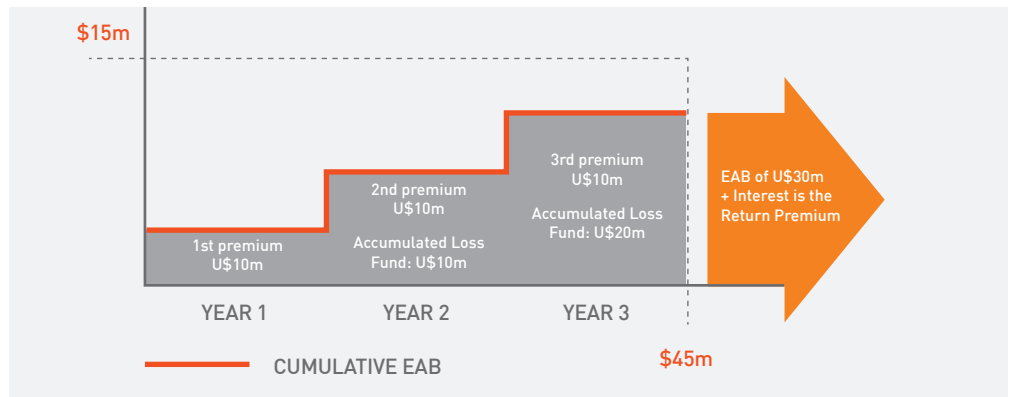 $15m
1st premium
U$10m
2nd premium
U$10m
Accumulated Loss
Fund: U$10m
3rd premium
U$10m
Accumulated Loss
Fund: U$20m
EAB of U$30m
+ Interest is the
Return Premium
YEAR 1
YEAR 2
YEAR 3
$45m
CUMULATIVE EAB